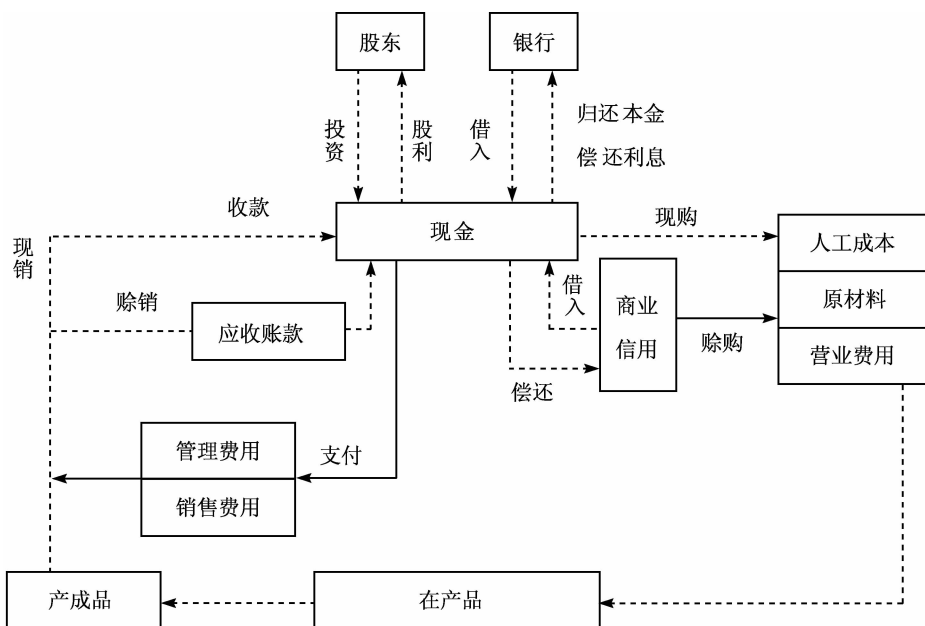 股东
银行
投资
股利
借入
归还本金
偿还利息
收款
现金
现购
现销
人工成本
赊销
应收账款
借入
商业
信用
原材料
赊购
营业费用
偿还
管理费用
支付
销售费用
产成品
在产品